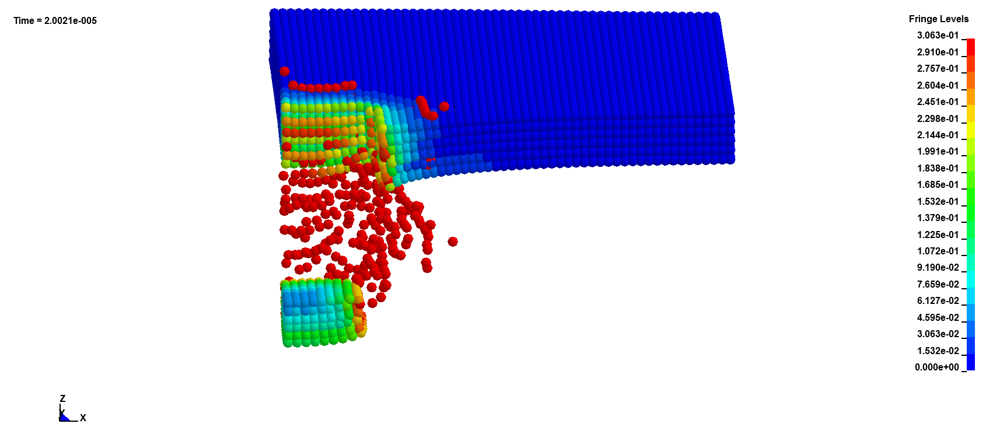 Time = 2.0021e-005
Fringe Levels
3.063e-01
2.910e-01
2.757e-01
2.604e-01
2.451e-01
2.298e-01
2.144e-01
1.991e-01
1.838e-01
1.685e-01
1.532e-01
1.379e-01
1.225e-01
1.072e-01
9.190e-02
7.659e-02
6.127e-02
4.595e-02
3.063e-02
1.532e-02
0.000e+00
Z
Y
X